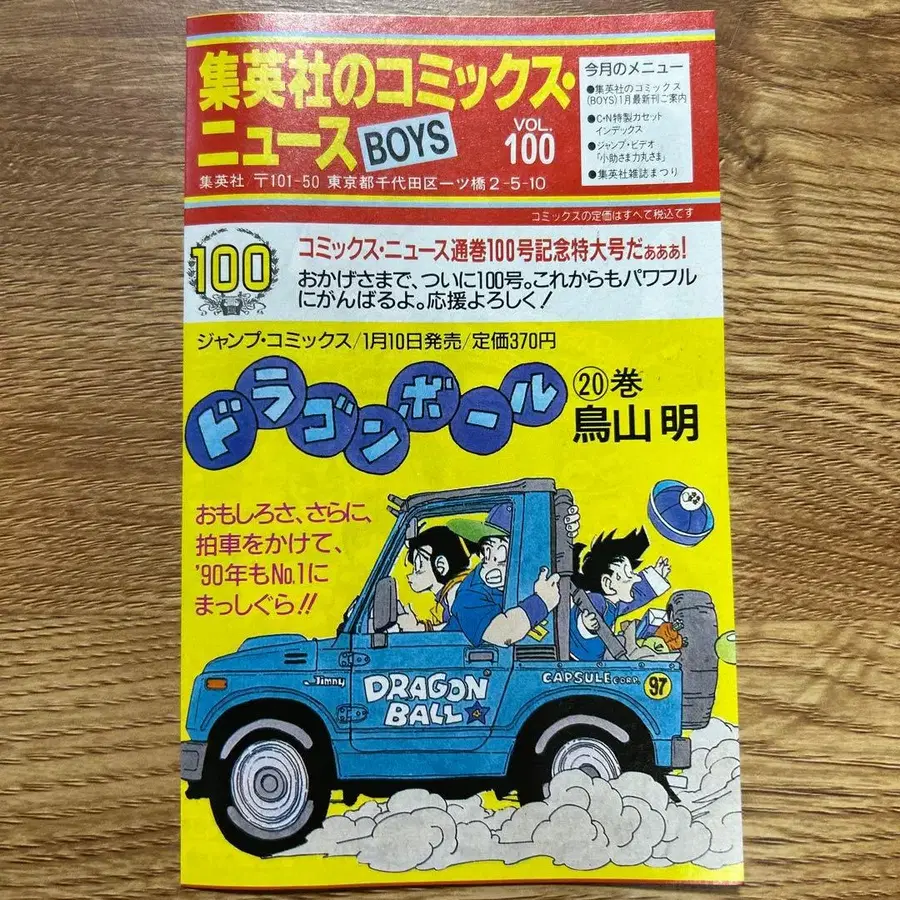 集英社のコミックス・
ニュース BOYS
VOL.
100
集英社 〒101-50 東京都千代田区一ツ橋2-5-10
今月のメニュー
●集英社のコミックス
(BOYS)1月最新刊ご案内
●C・N特製カセット
インデックス
●ジャンプ・ビデオ
「小助さま力丸さま」
●集英社雑誌まつり
コミックスの定価はすべて税込です
100
コミックス・ニュース通巻100号記念特大号だぁぁぁ!
おかげさまで、ついに100号。これからもパワフル
にがんばるよ。応援よろしく!
ジャンプ・コミックス/1月10日発売/定価370円
ドラゴンボール
⑳巻
鳥山明
おもしろさ、さらに、
拍車をかけて、
'90年もNo.1に
まっしぐら!!
Jimny
DRAGON
BALL
CAPSULE CORP.
97